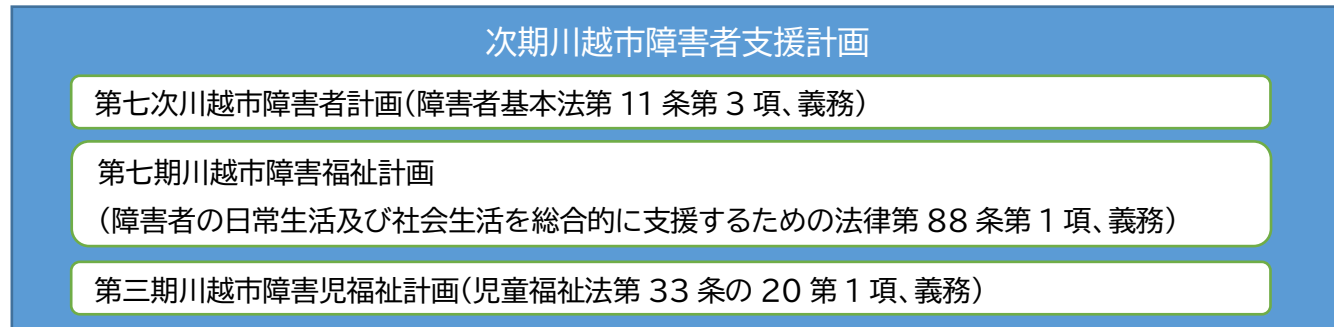 次期川越市障害者支援計画
第七次川越市障害者計画(障害者基本法第 11 条第 3 項、義務)
第七期川越市障害福祉計画
(障害者の日常生活及び社会生活を総合的に支援するための法律第 88 条第 1 項、義務)
第三期川越市障害児福祉計画(児童福祉法第 33 条の 20 第 1 項、義務)